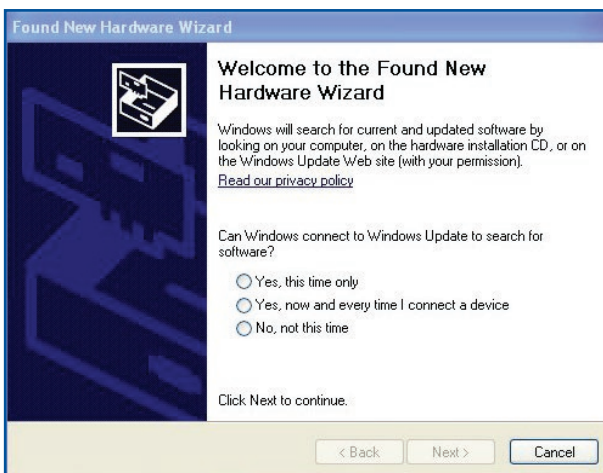 Found New Hardware Wizard
Welcome to the Found New
Hardware Wizard
Windows will search for current and updated software by
looking on your computer, on the hardware installation CD, or on
the Windows Update Web site (with your permission).
Read our privacy policy
Can Windows connect to Windows Update to search for
software?
Yes, this time only
Yes, now and every time I connect a device
No, not this time
Click Next to continue.
< Back
Next >
Cancel